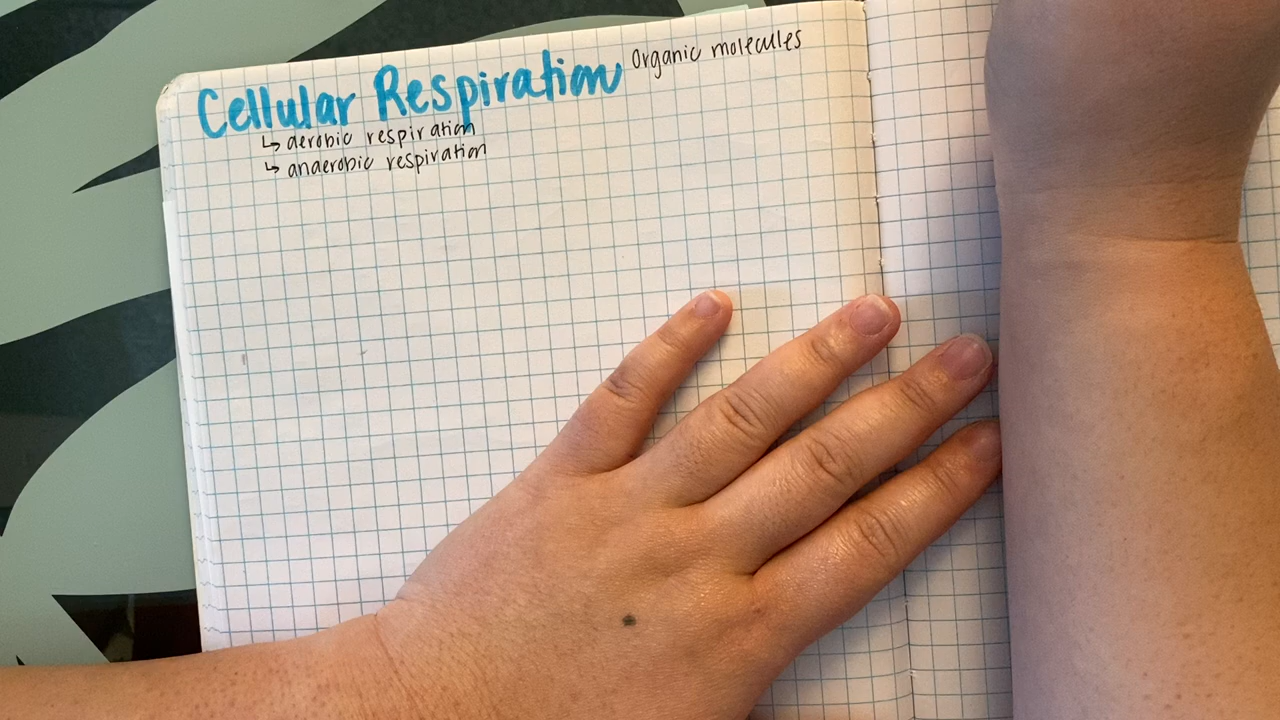 Cellular Respiration Organic molecules
↳ aerobic respiration
↳ anaerobic respiration